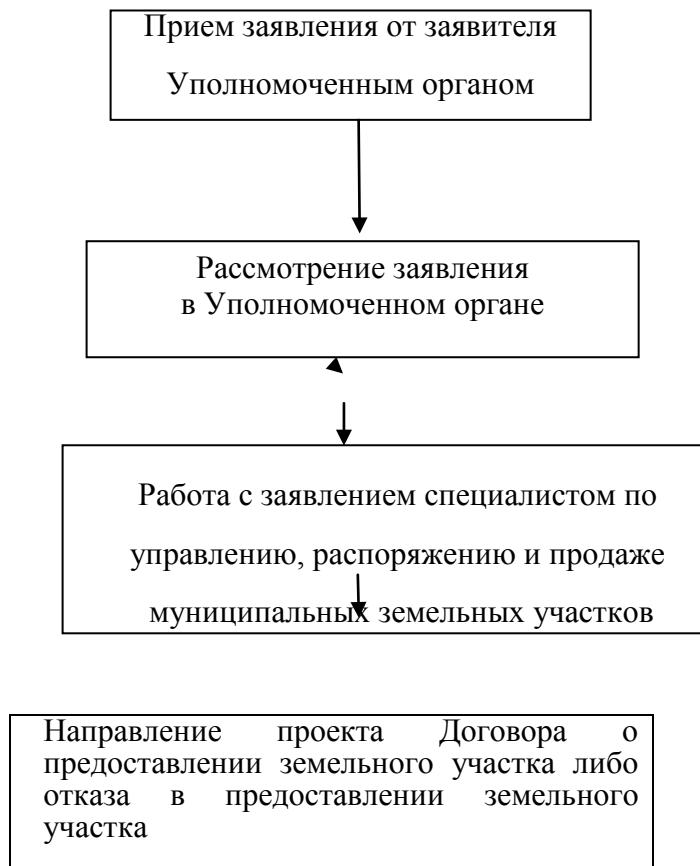 Прием заявления от заявителя
Уполномоченным органом
Рассмотрение заявления
в Уполномоченном органе
Работа с заявлением специалистом по
управлению, распоряжению и продаже
муниципальных земельных участков
Направление проекта Договора о
предоставлении земельного участка либо
отказа в предоставлении земельного
участка